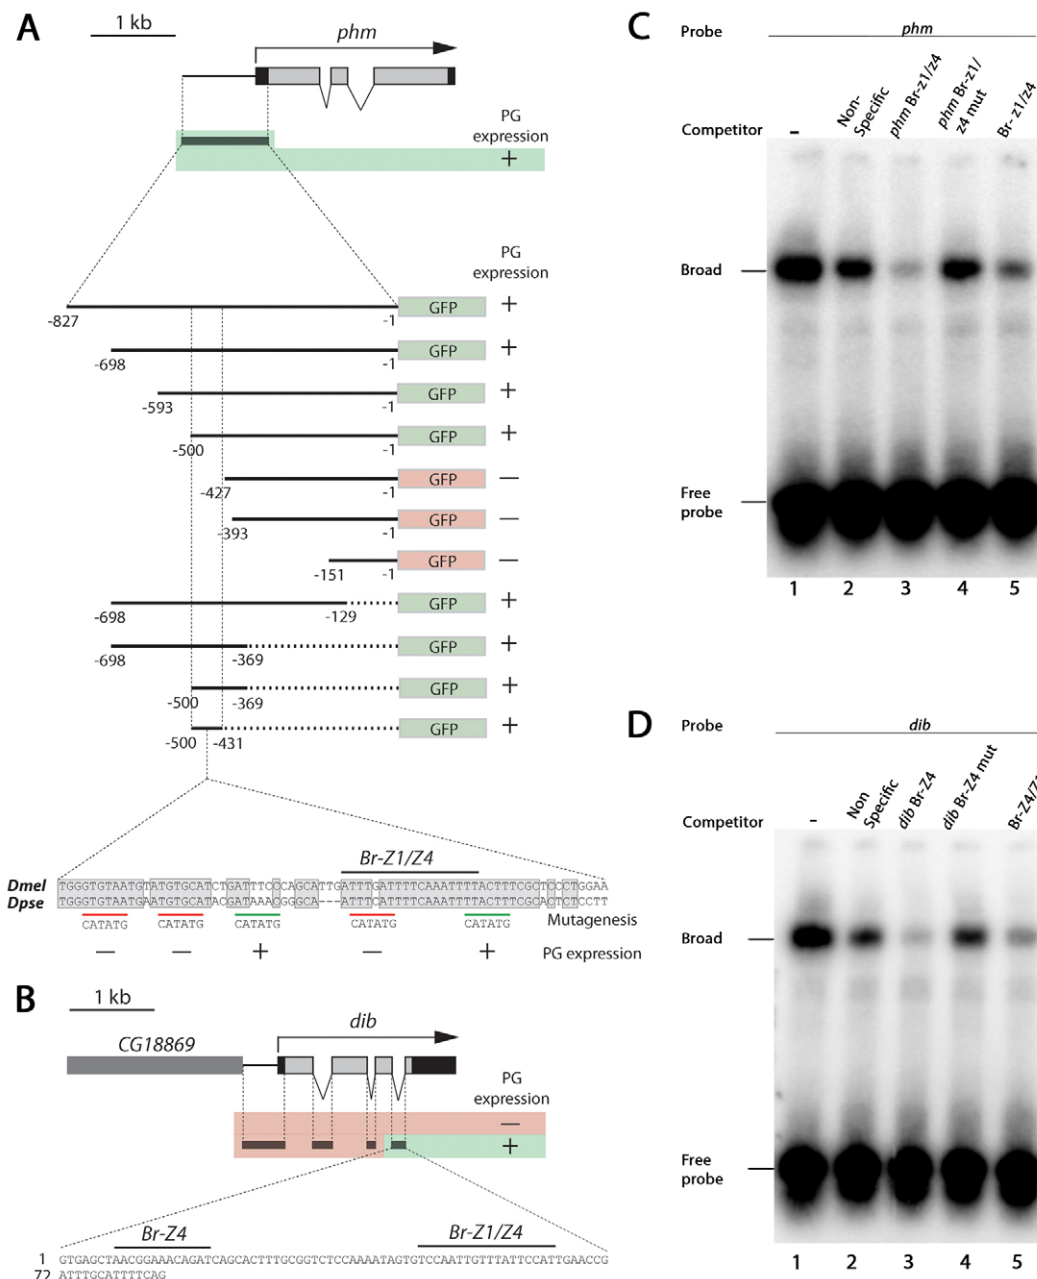 A
1 kb
phm
PG
expression
+
PG
expression
-827
-1
GFP
+
-698
-1
GFP
+
-593
-1
GFP
+
-500
-1
GFP
+
-427
-1
GFP
—
-393
-1
GFP
—
-151
-1
GFP
—
-698
-129
GFP
+
-698
-369
GFP
+
-500
-369
GFP
+
-500
-431
GFP
+
Br-Z1/Z4
Dmel TGGGTGTAATGTATGTGCATCTGATTTCCCAGCATTGATTTGATTTTCAAATTTTACTTTCGCTCCCTGGAA
Dpse TGGGTGTAATGAATGTGCATACGATAAACGGGCA---ATTTCATTTTCAAATTTTACTTTCGCACTCTCCTT
CATATG CATATG CATATG CATATG CATATG Mutagenesis
— — + — + PG expression
B
1 kb
CG18869
dib
PG
expression
—
+
Br-Z4
Br-Z1/Z4
1 GTGAGCTAACGGAAACAGATCAGCACTTTGCGGTCTCCAAAATAGTGTCCAATTGTTTATTCCATTGAACCG
72 ATTTGCATTTTCAG
C
Probe
phm
Competitor
–
Non-
Specific
phm Br-z1/z4
phm Br-z1/
z4 mut
Br- z1/z4
Broad
Free
probe
1 2 3 4 5
D
Probe
dib
Competitor
–
Non
Specific
dib Br-Z4
dib Br-Z4 mut
Broad
Free
probe
1 2 3 4 5